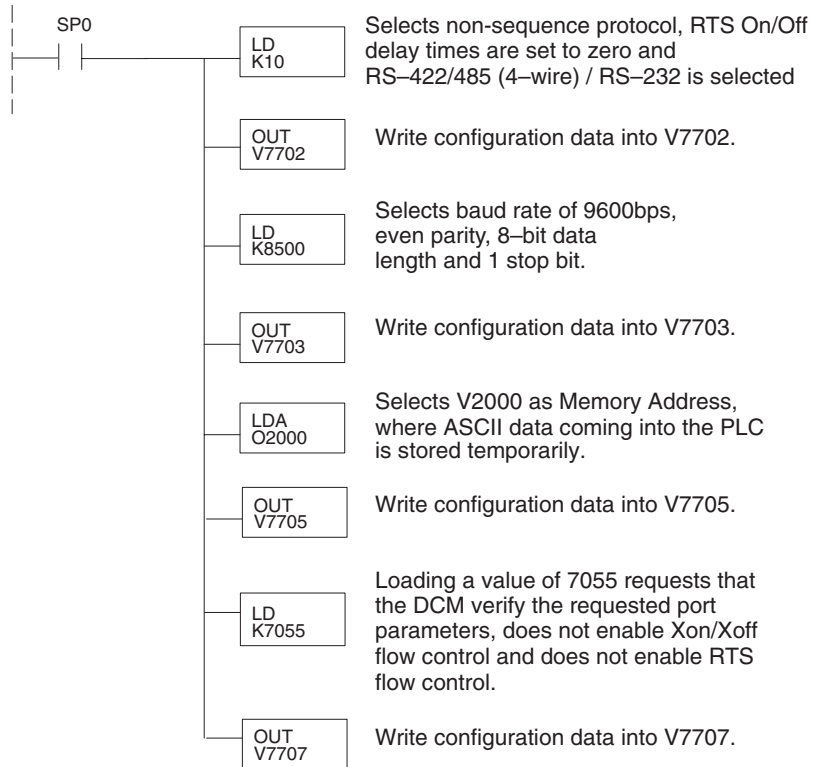 SP0
LD
K10
Selects non-sequence protocol, RTS On/Off
delay times are set to zero and
RS–422/485 (4–wire) / RS–232 is selected
OUT
V7702
Write configuration data into V7702.
LD
K8500
Selects baud rate of 9600bps,
even parity, 8–bit data
length and 1 stop bit.
OUT
V7703
Write configuration data into V7703.
LDA
O2000
Selects V2000 as Memory Address,
where ASCII data coming into the PLC
is stored temporarily.
OUT
V7705
Write configuration data into V7705.
LD
K7055
Loading a value of 7055 requests that
the DCM verify the requested port
parameters, does not enable Xon/Xoff
flow control and does not enable RTS
flow control.
OUT
V7707
Write configuration data into V7707.